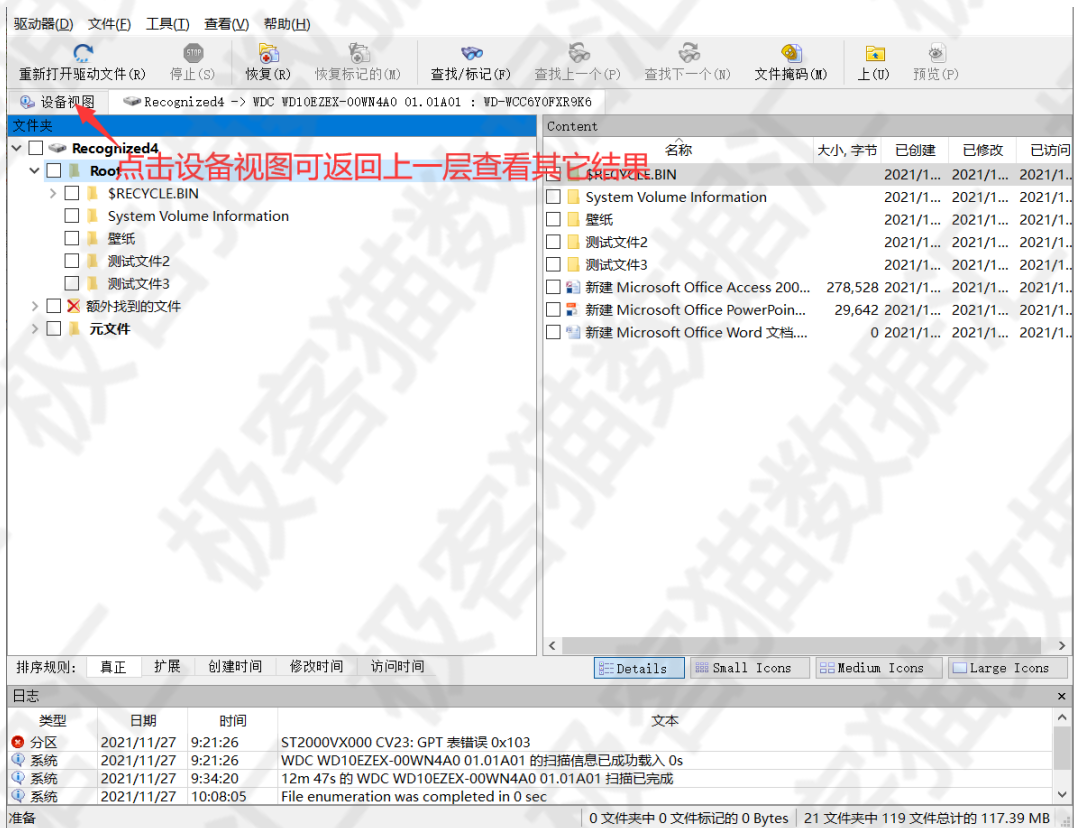 驱动器(D) 文件(F) 工具(T) 查看(V) 帮助(H)
重新打开驱动文件(R) 停止(S) 恢复(R) 恢复标记的(M) 查找/标记(F) 查找上一个(P) 查找下一个(N) 文件掩码(M) 上(U) 预览(P)
设备视图 Recognized4 -> WDC WD10EZEX-00WN4A0 01.01A01 : WD-WCC6Y0FXR9K6
文件夹 Content
Recognized4 名称 大小, 字节 已创建 已修改 已访问
点击设备视图可返回上一层查看其它结果
Root $RECYCLE.BIN 2021/1... 2021/1... 2021/1..
$RECYCLE.BIN System Volume Information 2021/1... 2021/1... 2021/1..
System Volume Information 壁纸 2021/1... 2021/1... 2021/1..
壁纸 测试文件2 2021/1... 2021/1... 2021/1..
测试文件2 测试文件3 2021/1... 2021/1... 2021/1..
测试文件3 新建 Microsoft Office Access 200... 278,528 2021/1... 2021/1... 2021/1..
额外找到的文件 新建 Microsoft Office PowerPoin... 29,642 2021/1... 2021/1... 2021/1..
元文件 新建 Microsoft Office Word 文档.... 0 2021/1... 2021/1... 2021/1..
排序规则: 真正 扩展 创建时间 修改时间 访问时间 Details Small Icons Medium Icons Large Icons
日志
类型 日期 时间 文本
分区 2021/11/27 9:21:26 ST2000VX000 CV23: GPT 表错误 0x103
系统 2021/11/27 9:21:26 WDC WD10EZEX-00WN4A0 01.01A01 的扫描信息已成功载入 0s
系统 2021/11/27 9:34:20 12m 47s 的 WDC WD10EZEX-00WN4A0 01.01A01 扫描已完成
系统 2021/11/27 10:08:05 File enumeration was completed in 0 sec
准备 0 文件夹中 0 文件标记的 0 Bytes 21 文件夹中 119 文件总计的 117.39 MB
极客猫数据汇